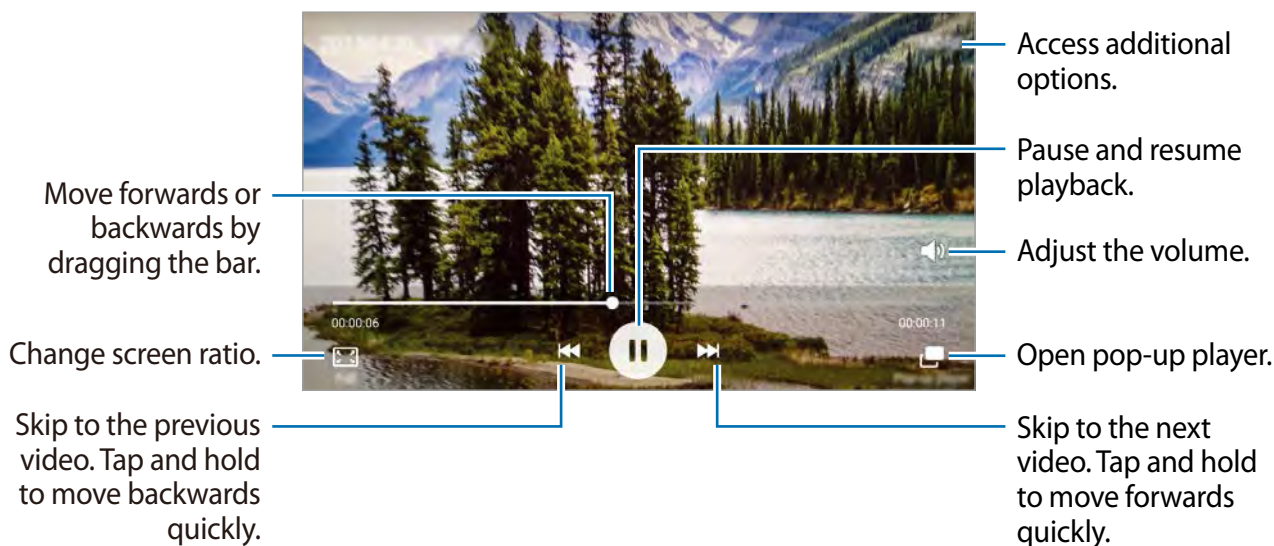 Access additional
options.
Pause and resume
playback.
Move forwards or
backwards by
dragging the bar.
Adjust the volume.
00:00:06
00:00:11
Change screen ratio.
Open pop-up player.
Skip to the previous
video. Tap and hold
to move backwards
quickly.
Skip to the next
video. Tap and hold
to move forwards
quickly.